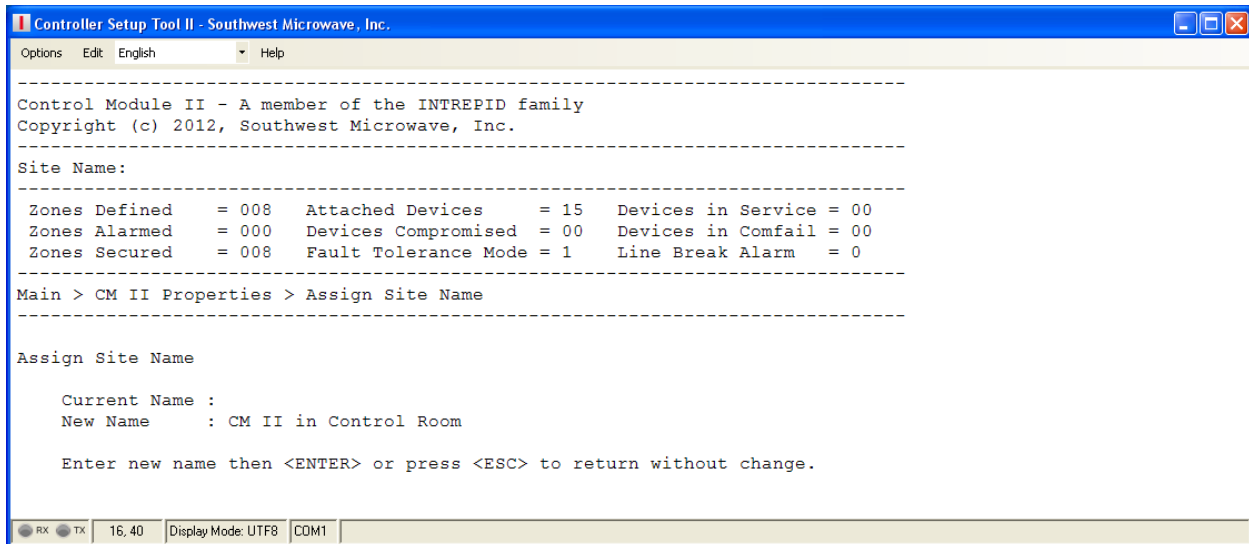 Controller Setup Tool II - Southwest Microwave, Inc.
Options Edit English Help
--------------------------------------------------------------------------------
Control Module II - A member of the INTREPID family
Copyright (c) 2012, Southwest Microwave, Inc.
--------------------------------------------------------------------------------
Site Name:
--------------------------------------------------------------------------------
Zones Defined = 008 Attached Devices = 15 Devices in Service = 00
Zones Alarmed = 000 Devices Compromised = 00 Devices in Comfail = 00
Zones Secured = 008 Fault Tolerance Mode = 1 Line Break Alarm = 0
--------------------------------------------------------------------------------
Main > CM II Properties > Assign Site Name
--------------------------------------------------------------------------------
Assign Site Name
Current Name :
New Name : CM II in Control Room
Enter new name then <ENTER> or press <ESC> to return without change.
RX TX 16, 40 Display Mode: UTF8 COM1